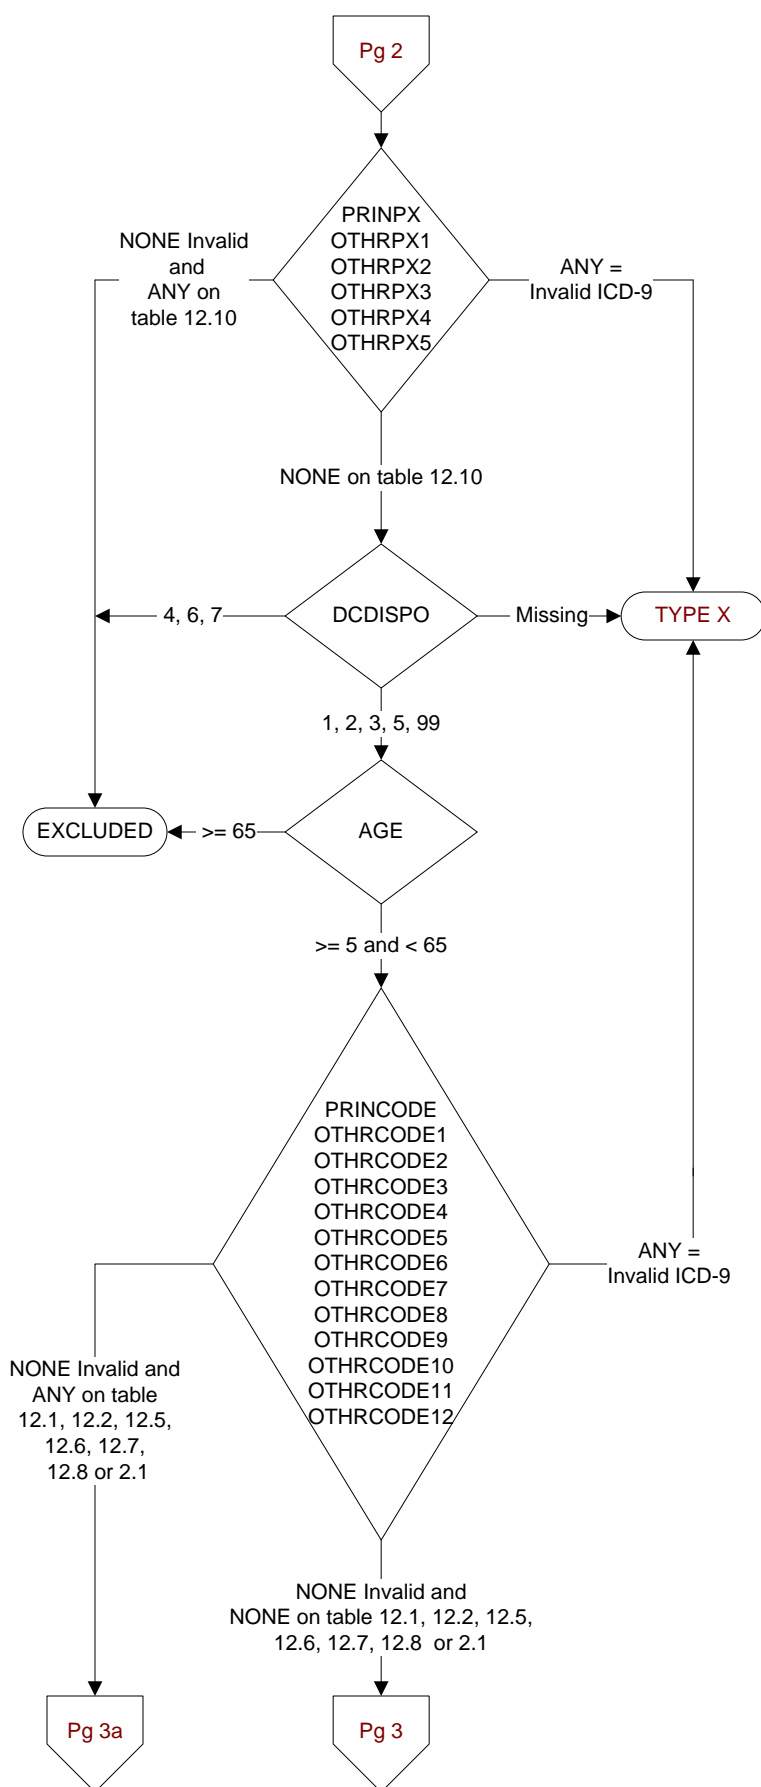 Pg 2
PRINPX
OTHRPX1
OTHRPX2
OTHRPX3
OTHRPX4
OTHRPX5
NONE Invalid
and
ANY on
table 12.10
ANY =
Invalid ICD-9
NONE on table 12.10
4, 6, 7
DCDISPO
Missing
TYPE X
1, 2, 3, 5, 99
EXCLUDED
>= 65
AGE
>= 5 and < 65
PRINCODE
OTHRCODE1
OTHRCODE2
OTHRCODE3
OTHRCODE4
OTHRCODE5
OTHRCODE6
OTHRCODE7
OTHRCODE8
OTHRCODE9
OTHRCODE10
OTHRCODE11
OTHRCODE12
ANY =
Invalid ICD-9
NONE Invalid and
ANY on table
12.1, 12.2, 12.5,
12.6, 12.7,
12.8 or 2.1
NONE Invalid and
NONE on table 12.1, 12.2, 12.5,
12.6, 12.7, 12.8 or 2.1
Pg 3a
Pg 3